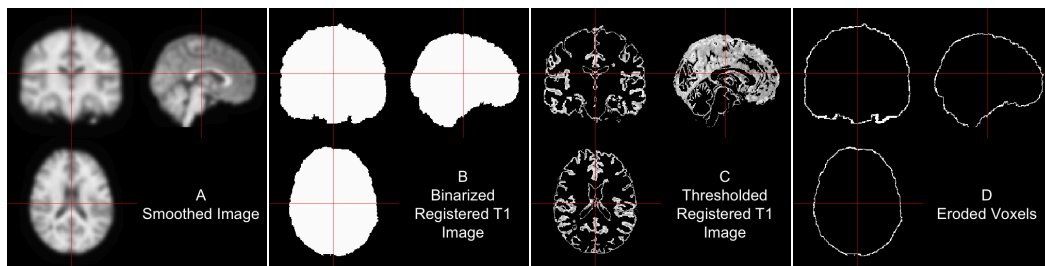 A
Smoothed Image
B
Binarized
Registered T1
Image
C
Thresholded
Registered T1
Image
D
Eroded Voxels